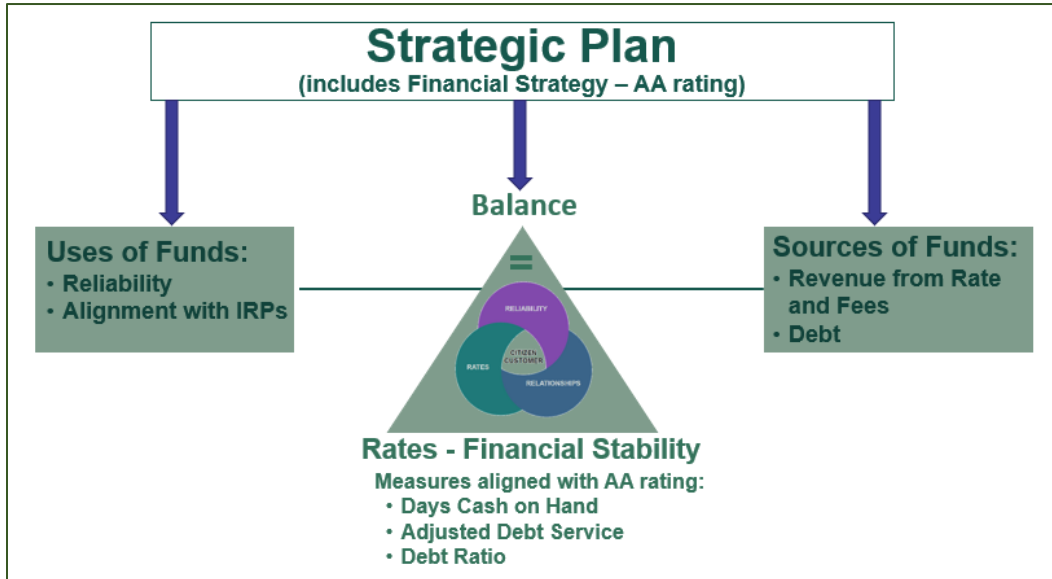 Strategic Plan
(includes Financial Strategy – AA rating)
Balance
Uses of Funds:
• Reliability
• Alignment with IRPs
=
RELIABILITY
CITIZEN
CUSTOMER
RATES
RELATIONSHIPS
Sources of Funds:
• Revenue from Rate
and Fees
• Debt
Rates - Financial Stability
Measures aligned with AA rating:
• Days Cash on Hand
• Adjusted Debt Service
• Debt Ratio